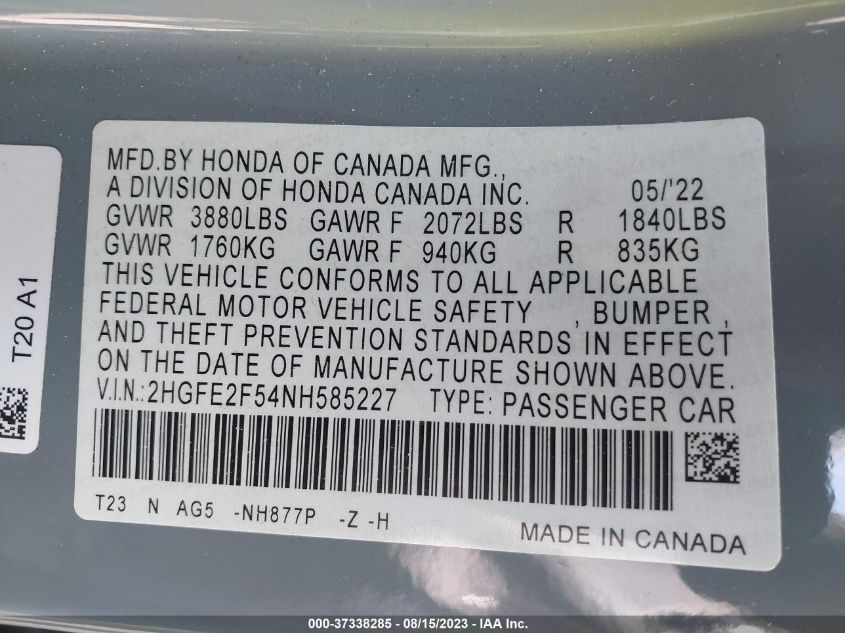 MFD.BY HONDA OF CANADA MFG.,
A DIVISION OF HONDA CANADA INC. 05/'22
GVWR 3880LBS GAWR F 2072LBS R 1840LBS
GVWR 1760KG GAWR F 940KG R 835KG
THIS VEHICLE CONFORMS TO ALL APPLICABLE
FEDERAL MOTOR VEHICLE SAFETY , BUMPER ,
AND THEFT PREVENTION STANDARDS IN EFFECT
ON THE DATE OF MANUFACTURE SHOWN ABOVE.
V.I.N.:2HGFE2F54NH585227 TYPE: PASSENGER CAR
T23 N AG5 -NH877P -Z -H
MADE IN CANADA
T20 A1
000-37338285 - 08/15/2023 - IAA Inc.